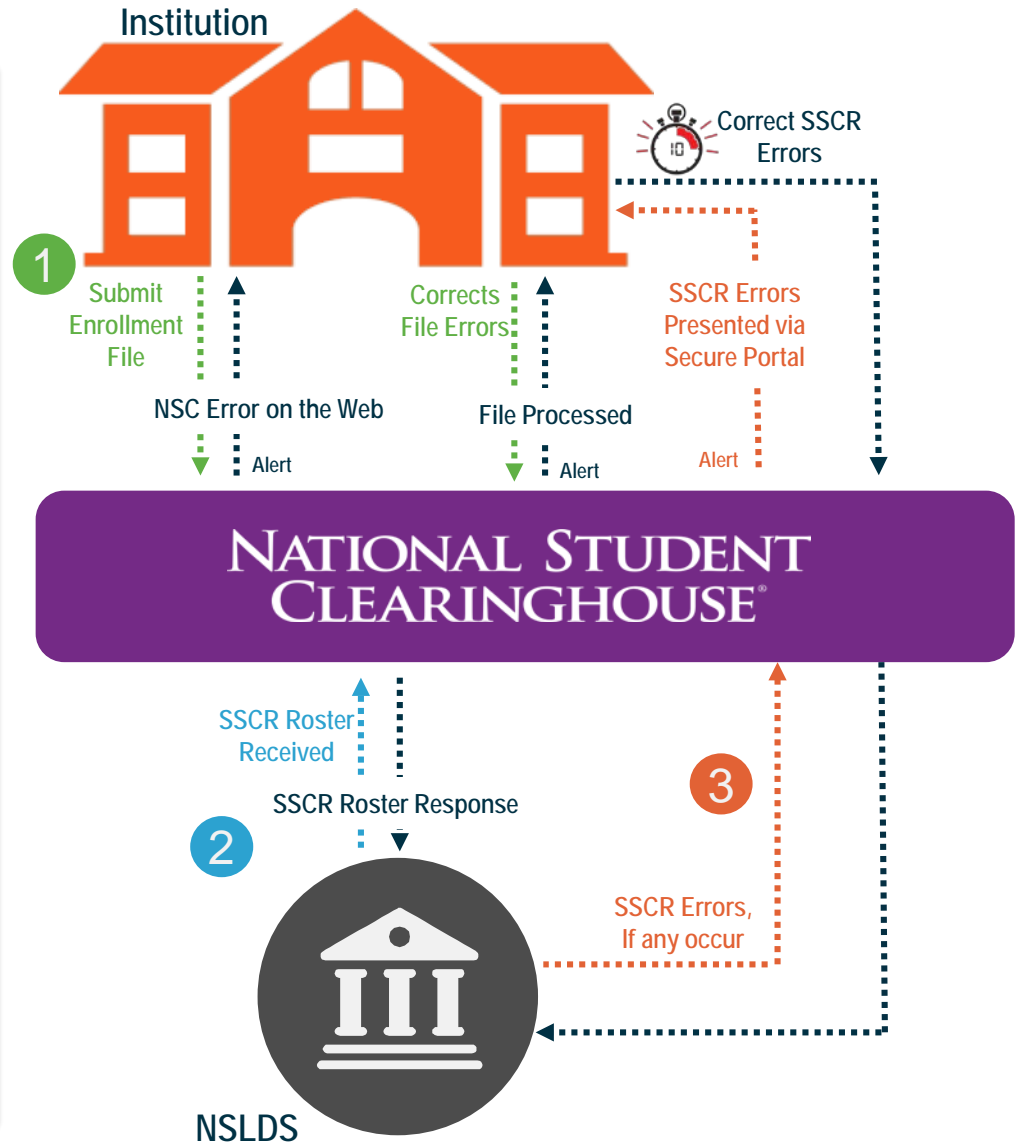 Institution
10
Correct SSCR
Errors
1
Submit
Enrollment
File
Corrects
File Errors
SSCR Errors
Presented via
Secure Portal
NSC Error on the Web
File Processed
Alert
Alert
Alert
NATIONAL STUDENT
CLEARINGHOUSE®
SSCR Roster
Received
3
SSCR Roster Response
2
SSCR Errors,
If any occur
NSLDS